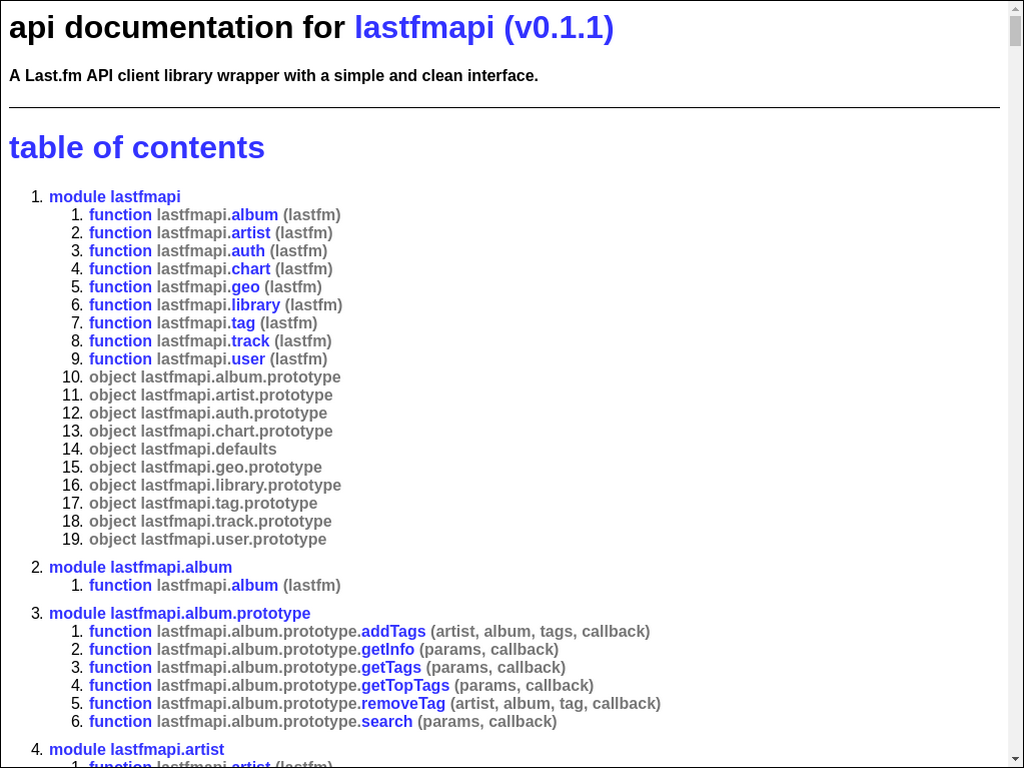 api documentation for lastfmapi (v0.1.1)
A Last.fm API client library wrapper with a simple and clean interface.
table of contents
1. module lastfmapi
1. function lastfmapi.album (lastfm)
2. function lastfmapi.artist (lastfm)
3. function lastfmapi.auth (lastfm)
4. function lastfmapi.chart (lastfm)
5. function lastfmapi.geo (lastfm)
6. function lastfmapi.library (lastfm)
7. function lastfmapi.tag (lastfm)
8. function lastfmapi.track (lastfm)
9. function lastfmapi.user (lastfm)
10. object lastfmapi.album.prototype
11. object lastfmapi.artist.prototype
12. object lastfmapi.auth.prototype
13. object lastfmapi.chart.prototype
14. object lastfmapi.defaults
15. object lastfmapi.geo.prototype
16. object lastfmapi.library.prototype
17. object lastfmapi.tag.prototype
18. object lastfmapi.track.prototype
19. object lastfmapi.user.prototype
2. module lastfmapi.album
1. function lastfmapi.album (lastfm)
3. module lastfmapi.album.prototype
1. function lastfmapi.album.prototype.addTags (artist, album, tags, callback)
2. function lastfmapi.album.prototype.getInfo (params, callback)
3. function lastfmapi.album.prototype.getTags (params, callback)
4. function lastfmapi.album.prototype.getTopTags (params, callback)
5. function lastfmapi.album.prototype.removeTag (artist, album, tag, callback)
6. function lastfmapi.album.prototype.search (params, callback)
4. module lastfmapi.artist
1. function lastfmapi.artist (lastfm)